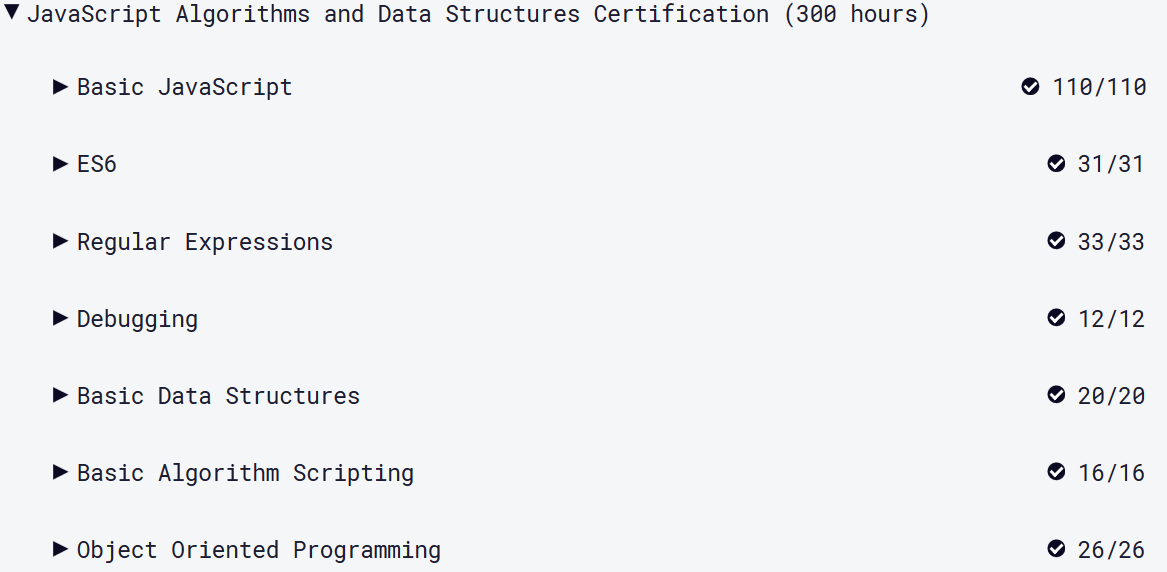 JavaScript Algorithms and Data Structures Certification (300 hours)
Basic JavaScript 110/110
ES6 31/31
Regular Expressions 33/33
Debugging 12/12
Basic Data Structures 20/20
Basic Algorithm Scripting 16/16
Object Oriented Programming 26/26